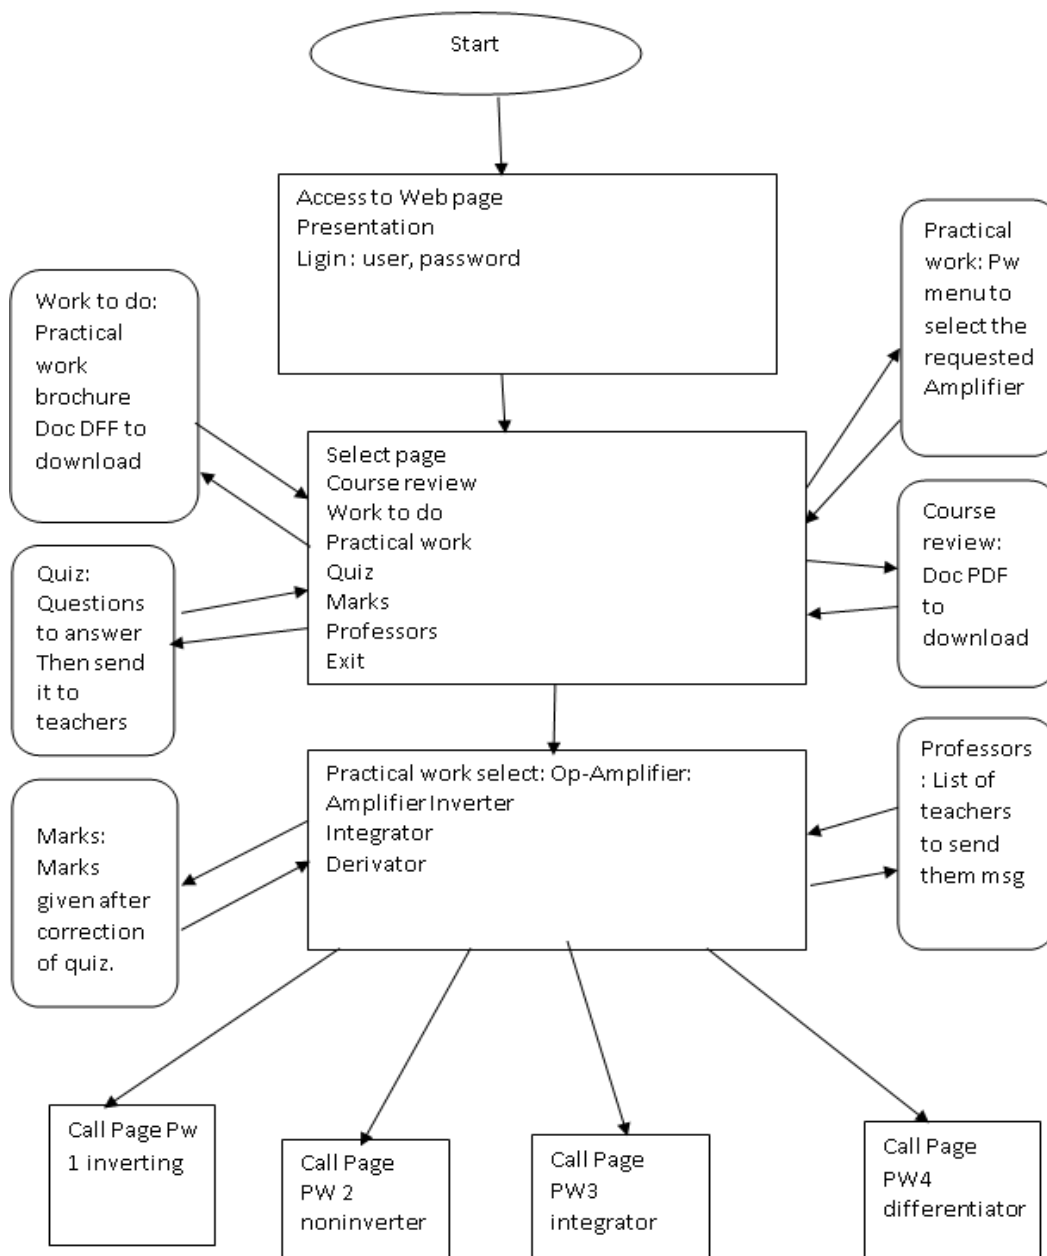 Start
Access to Web page
Presentation
Ligin : user, password
Practical
work: Pw
menu to
select the
requested
Amplifier
Work to do:
Practical
work
brochure
Doc DFF to
download
Select page
Course review
Work to do
Practical work
Quiz
Marks
Professors
Exit
Course
review:
Doc PDF
to
download
Quiz:
Questions
to answer
Then send
it to
teachers
Practical work select: Op-Amplifier:
Amplifier Inverter
Integrator
Derivator
Professors
: List of
teachers
to send
them msg
Marks:
Marks
given after
correction
of quiz.
Call Page Pw
1 inverting
Call Page
PW 2
noninverter
Call Page
PW3
integrator
Call Page
PW4
differentiator